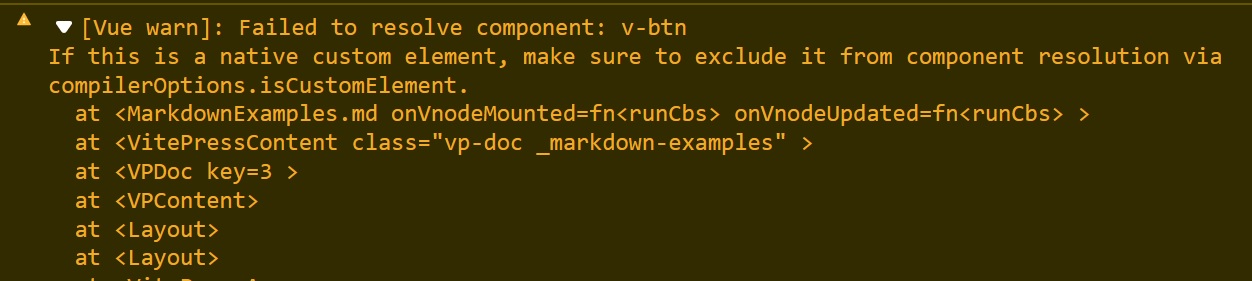 [Vue warn]: Failed to resolve component: v-btn
If this is a native custom element, make sure to exclude it from component resolution via
compilerOptions.isCustomElement.
at <MarkdownExamples.md onVnodeMounted=fn<runCbs> onVnodeUpdated=fn<runCbs> >
at <VitePressContent class="vp-doc _markdown-examples" >
at <VPDoc key=3 >
at <VPContent>
at <Layout>
at <Layout>